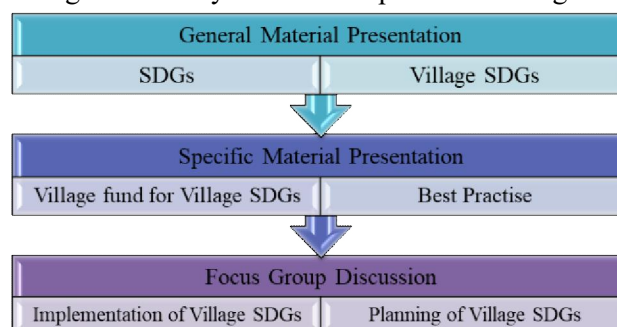 General Material Presentation
SDGs Village SDGs
Specific Material Presentation
Village fund for Village SDGs Best Practise
Focus Group Discussion
Implementation of Village SDGs Planning of Village SDGs